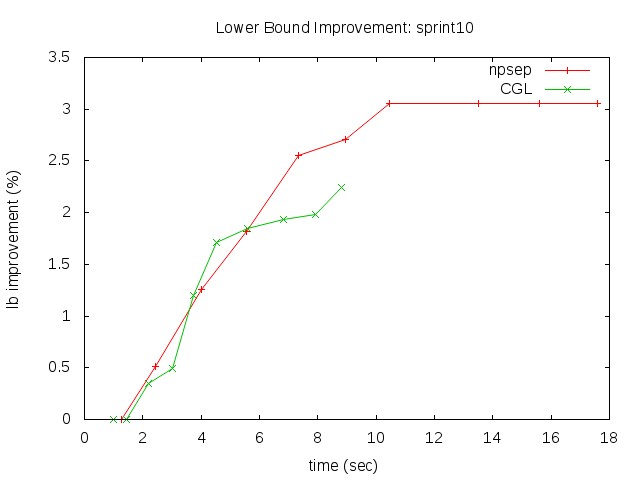 Lower Bound Improvement: sprint10
npsep
CGL
lb improvement (%)
3.5
3
2.5
2
1.5
1
0.5
0
0 2 4 6 8 10 12 14 16 18
time (sec)